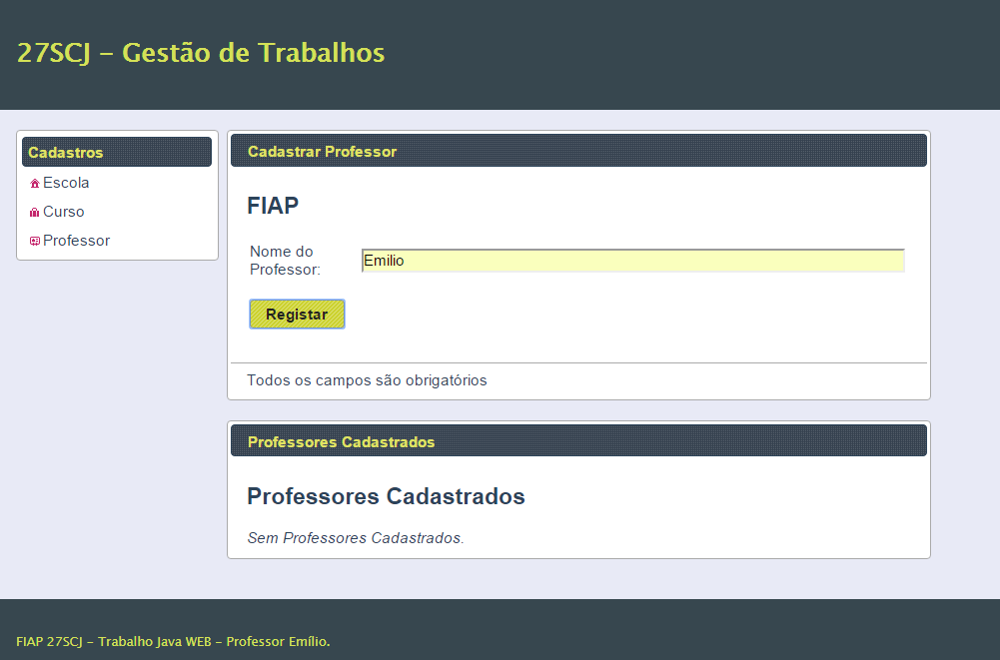 27SCJ - Gestão de Trabalhos
Cadastros
Escola
Curso
Professor
Cadastrar Professor
FIAP
Nome do
Professor:
Emilio
Registar
Todos os campos são obrigatórios
Professores Cadastrados
Professores Cadastrados
Sem Professores Cadastrados.
FIAP 27SCJ - Trabalho Java WEB - Professor Emílio.